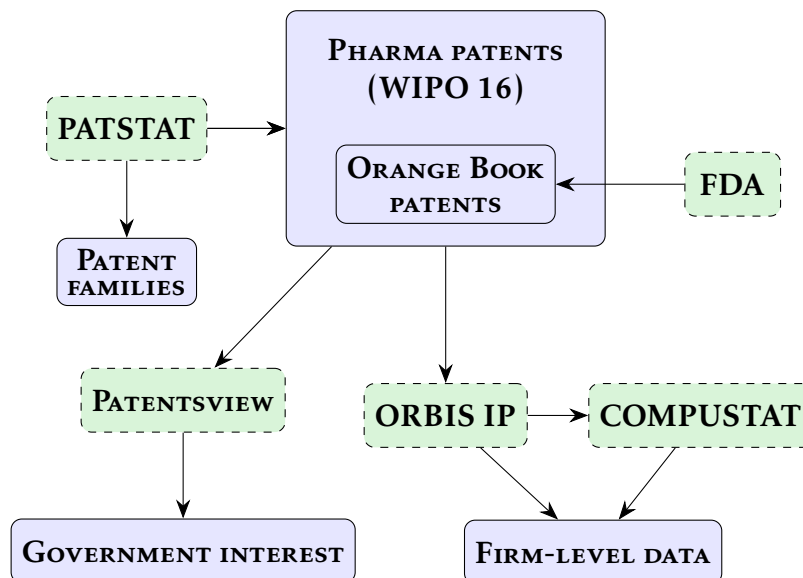 PHARMA PATENTS
(WIPO 16)
PATSTAT
ORANGE BOOK
PATENTS
FDA
PATENT
FAMILIES
PATENTSVIEW
ORBIS IP
COMPUSTAT
GOVERNMENT INTEREST
FIRM-LEVEL DATA